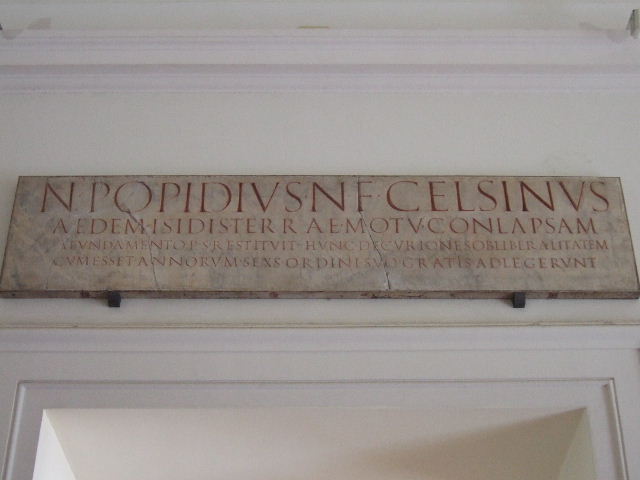 N·POPIDIVS N·F·CELSINVS
AEDEM·ISIDIS TERRAE·MOTV·CONLAPSAM
A FVNDAMENTO·P·S·RESTITVIT·HVNC·DECVRIONES OB LIBERALITATEM
CVM ESSET ANNORVM·SEXS ORDINI SVO GRATIS ADLEGERVNT